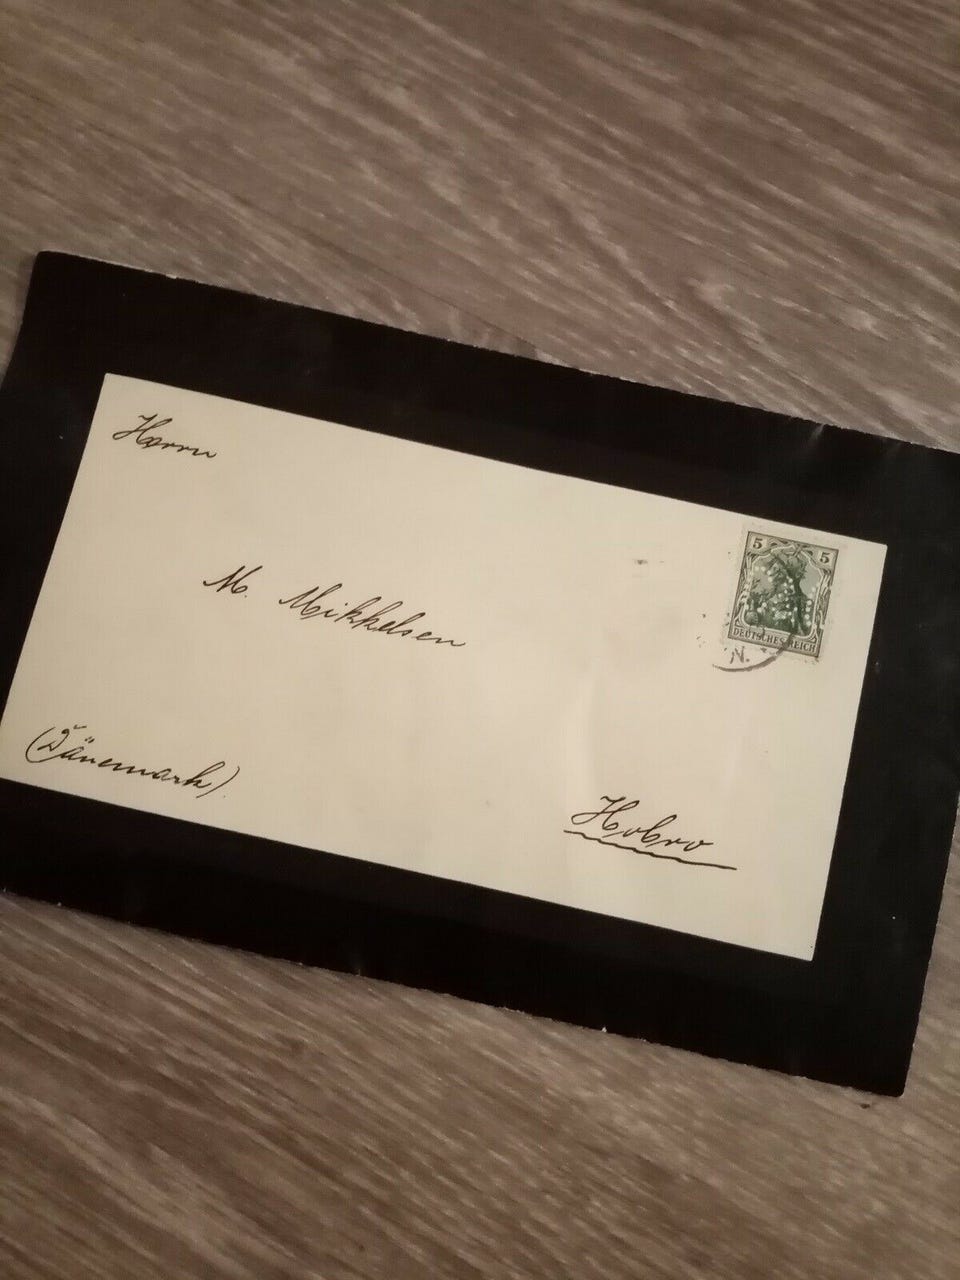 Herrn
5 5
DEUTSCHES REICH
N.
M. Mikkelsen
(Dänemark)
Hobro